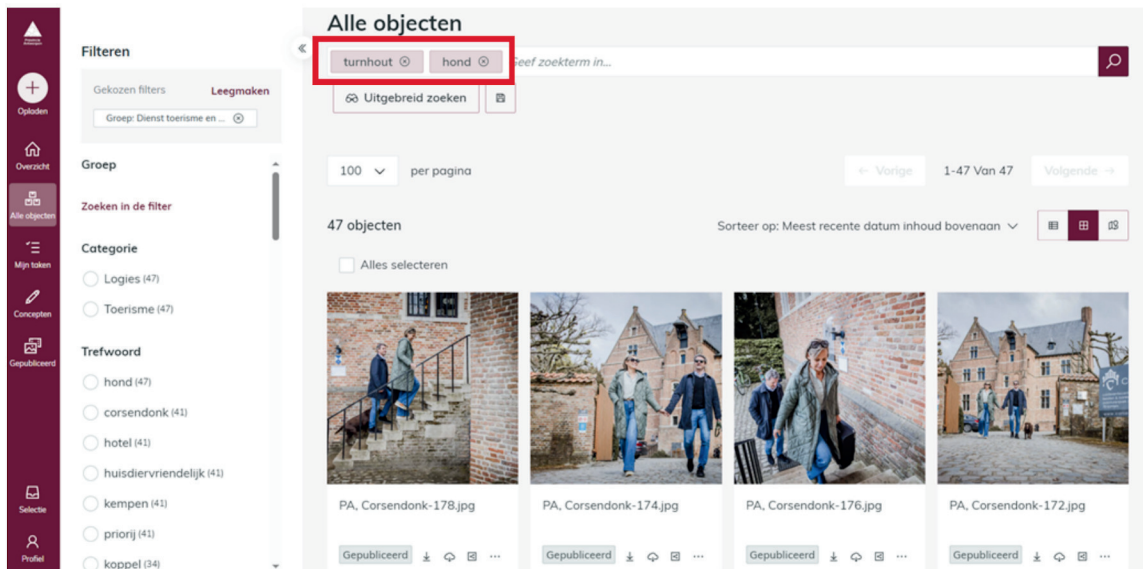 Alle objecten
turnhout
hond
Geef zoekterm in...
Uitgebreid zoeken
Opladen
Overzicht
Alle objecten
Mijn taken
Concepten
Gepubliceerd
Selectie
Profiel
Filteren
Gekozen filters Leegmaken
Groep: Dienst toerisme en ...
Groep
Zoeken in de filter
Categorie
Logies (47)
Toerisme (47)
Trefwoord
hond (47)
corsendonk (41)
hotel (41)
huisdiervriendelijk (41)
kempen (41)
priorij (41)
koppel (34)
100 per pagina
← Vorige 1-47 Van 47 Volgende →
47 objecten
Sorteer op: Meest recente datum inhoud bovenaan
Alles selecteren
PA, Corsendonk-178.jpg
Gepubliceerd ...
PA, Corsendonk-174.jpg
Gepubliceerd ...
PA, Corsendonk-176.jpg
Gepubliceerd ...
PA, Corsendonk-172.jpg
Gepubliceerd ...